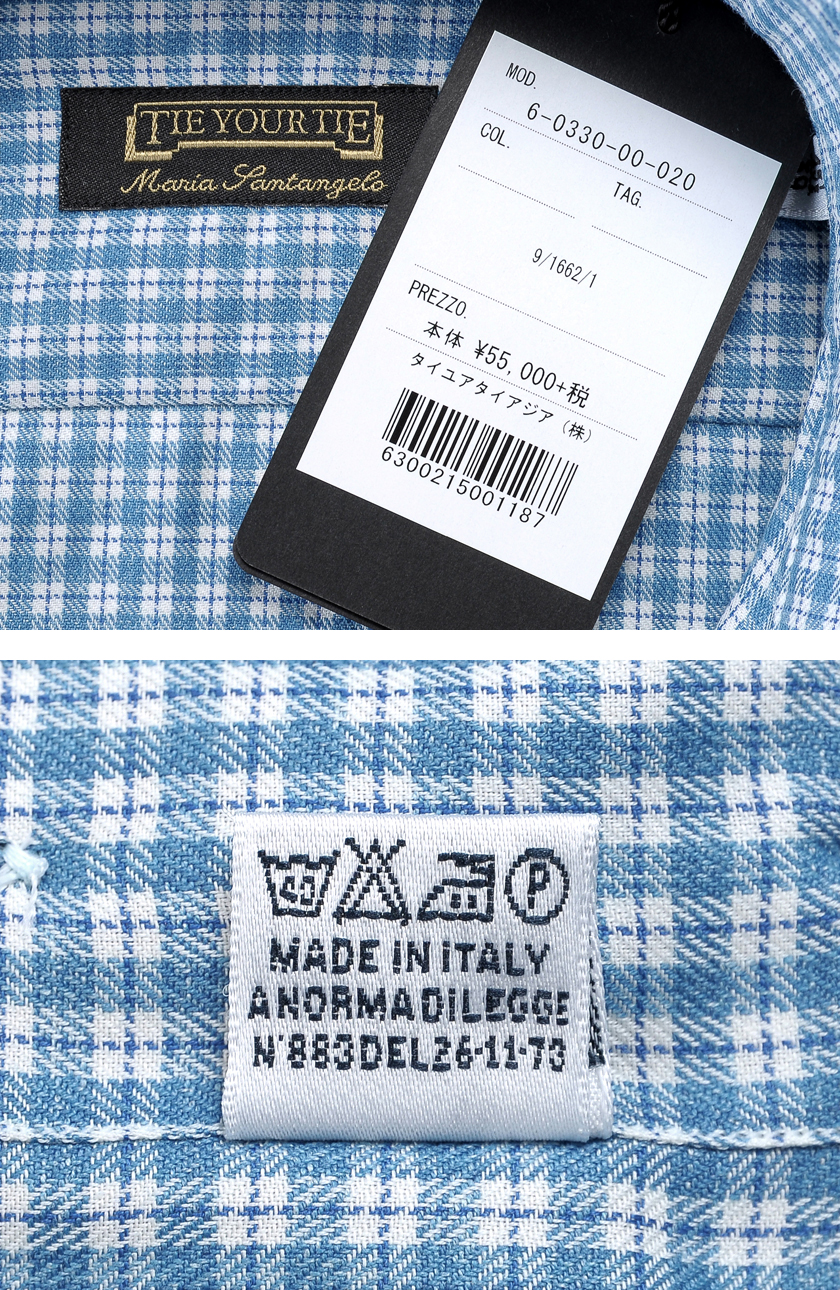 TIE YOUR TIE
Maria Santangelo
MOD.
6-0330-00-020
COL.
TAG.
9/1662/1
PREZZO.
本体 ¥55,000+税
タイユアタイアジア（株）
6300215001187
40
P
MADE IN iTALY
A NORMA Di LEGGE
N°883 DEL 26-11-73